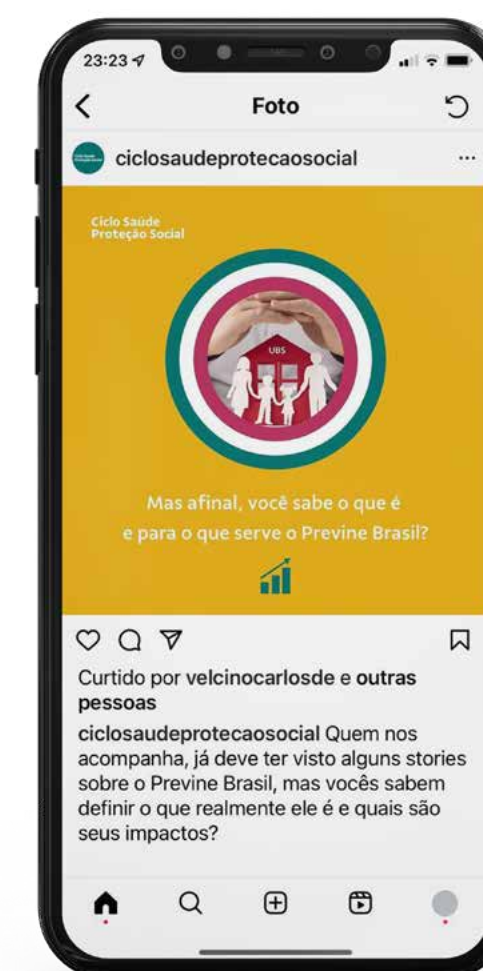 23:23
Foto
ciclosaudeprotecaosocial
Ciclo Saúde
Proteção Social
UBS
Mas afinal, você sabe o que é
e para o que serve o Previne Brasil?
Curtido por velcinocarlosde e outras
pessoas
ciclosaudeprotecaosocial Quem nos
acompanha, já deve ter visto alguns stories
sobre o Previne Brasil, mas vocês sabem
definir o que realmente ele é e quais são
seus impactos?